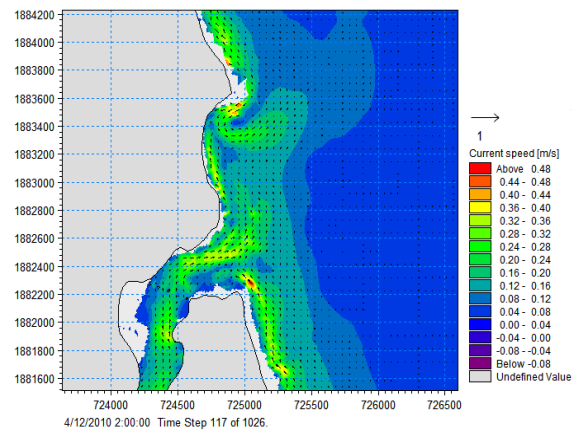 1884200
1884000
1883800
1883600
1883400
1883200
1883000
1882800
1882600
1882400
1882200
1882000
1881800
1881600
724000 724500 725000 725500 726000 726500
4/12/2010 2:00:00 Time Step 117 of 1026.
1
Current speed [m/s]
Above 0.48
0.44 - 0.48
0.40 - 0.44
0.36 - 0.40
0.32 - 0.36
0.28 - 0.32
0.24 - 0.28
0.20 - 0.24
0.16 - 0.20
0.12 - 0.16
0.08 - 0.12
0.04 - 0.08
0.00 - 0.04
-0.04 - 0.00
-0.08 - -0.04
Below -0.08
Undefined Value